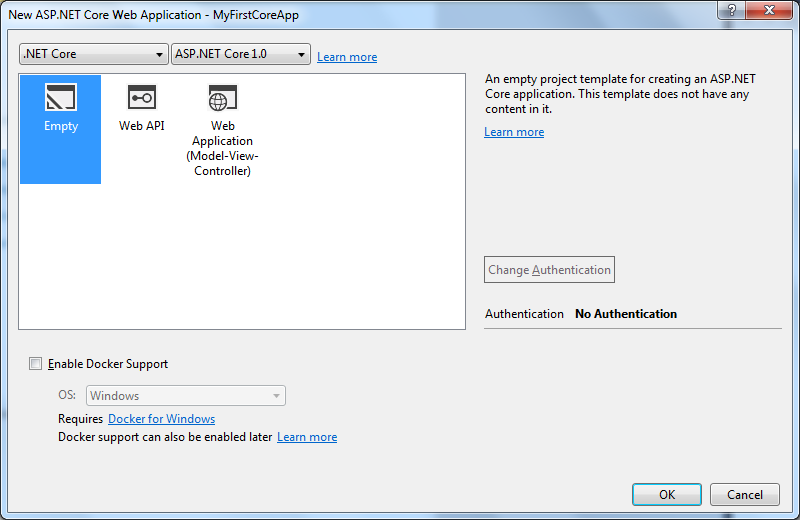 New ASP.NET Core Web Application - MyFirstCoreApp
.NET Core
ASP.NET Core 1.0
Learn more
Empty
Web API
Web
Application
(Model-View-
Controller)
An empty project template for creating an ASP.NET
Core application. This template does not have any
content in it.
Learn more
Change Authentication
Authentication No Authentication
Enable Docker Support
OS: Windows
Requires Docker for Windows
Docker support can also be enabled later Learn more
OK
Cancel